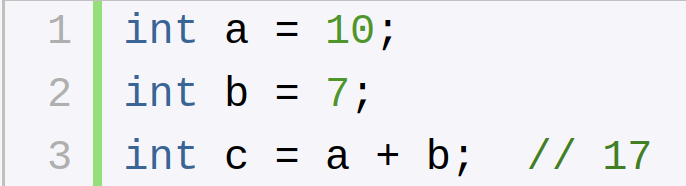 1 int a = 10;
2 int b = 7;
3 int c = a + b;  // 17